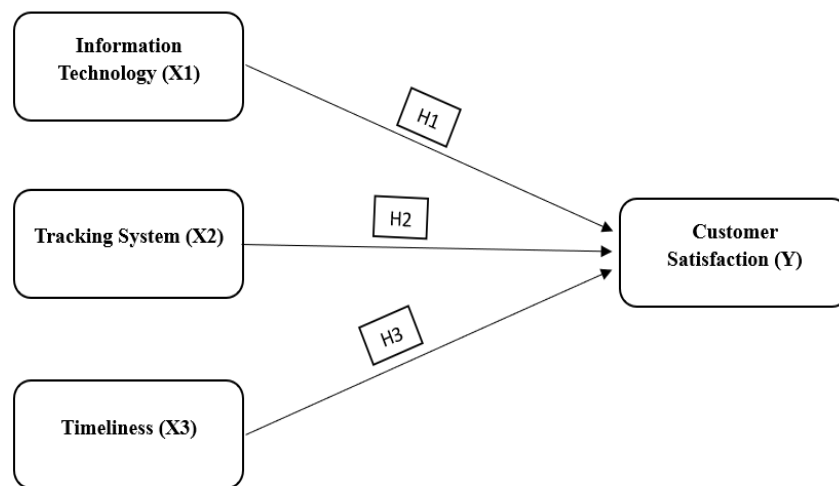 Information
Technology (X1)
H1
Tracking System (X2)
H2
Customer
Satisfaction (Y)
H3
Timeliness (X3)